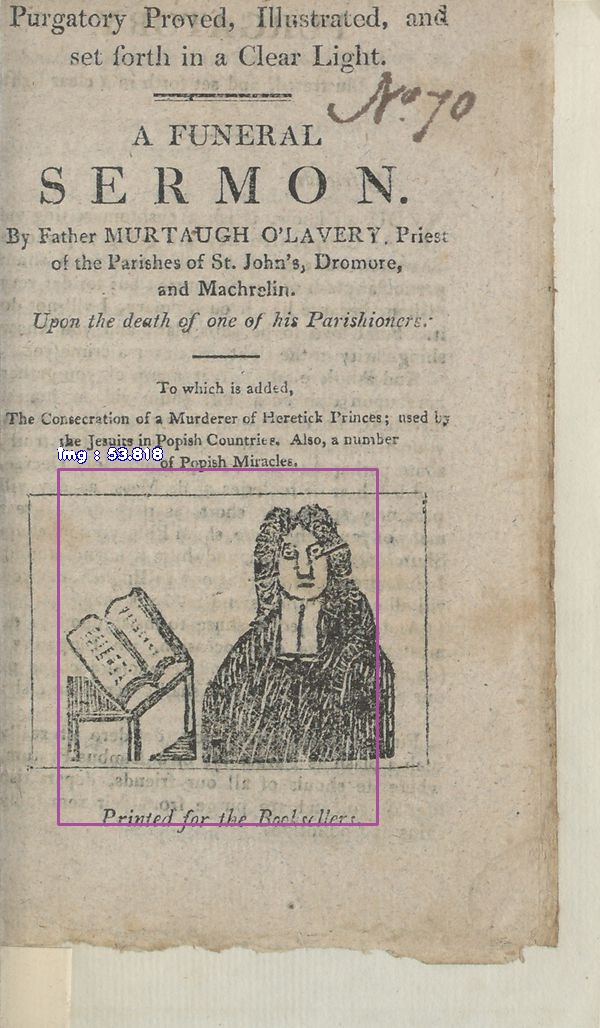 Purgatory Proved, Illustrated, and
set forth in a Clear Light.
No. 70
A FUNERAL
SERMON.
By Father MURTAUGH O'LAVERY, Priest
of the Parishes of St. John's, Dromore,
and Machrelin.
Upon the death of one of his Parishioners.
To which is added,
The Consecration of a Murderer of Heretick Princes; used by
the Jesuits in Popish Countries. Also, a number
of Popish Miracles.
img : 53.818
Printed for the Booksellers.